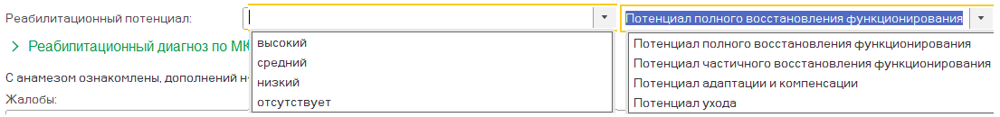 Реабилитационный потенциал:
Потенциал полного восстановления функционирования
Реабилитационный диагноз по МК
высокий
средний
низкий
отсутствует
Потенциал полного восстановления функционирования
Потенциал частичного восстановления функционирования
Потенциал адаптации и компенсации
Потенциал ухода
С анамезом ознакомлены, дополнений н
Жалобы: